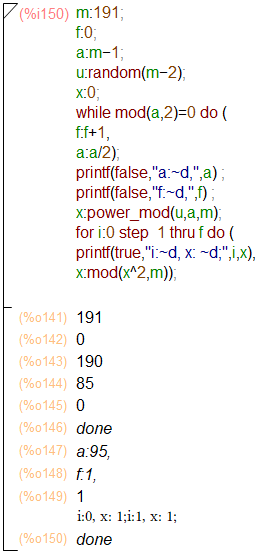 (%i150) m:191;
f:0;
a:m−1;
u:random(m−2);
x:0;
while mod(a,2)=0 do (
f:f+1,
a:a/2);
printf(false,"a:~d,",a) ;
printf(false,"f:~d,",f) ;
x:power_mod(u,a,m);
for i:0 step 1 thru f do (
printf(true,"i:~d, x: ~d;",i,x),
x:mod(x^2,m));
(%o141) 191
(%o142) 0
(%o143) 190
(%o144) 85
(%o145) 0
(%o146) done
(%o147) a:95,
(%o148) f:1,
(%o149) 1
i:0, x: 1;i:1, x: 1;
(%o150) done